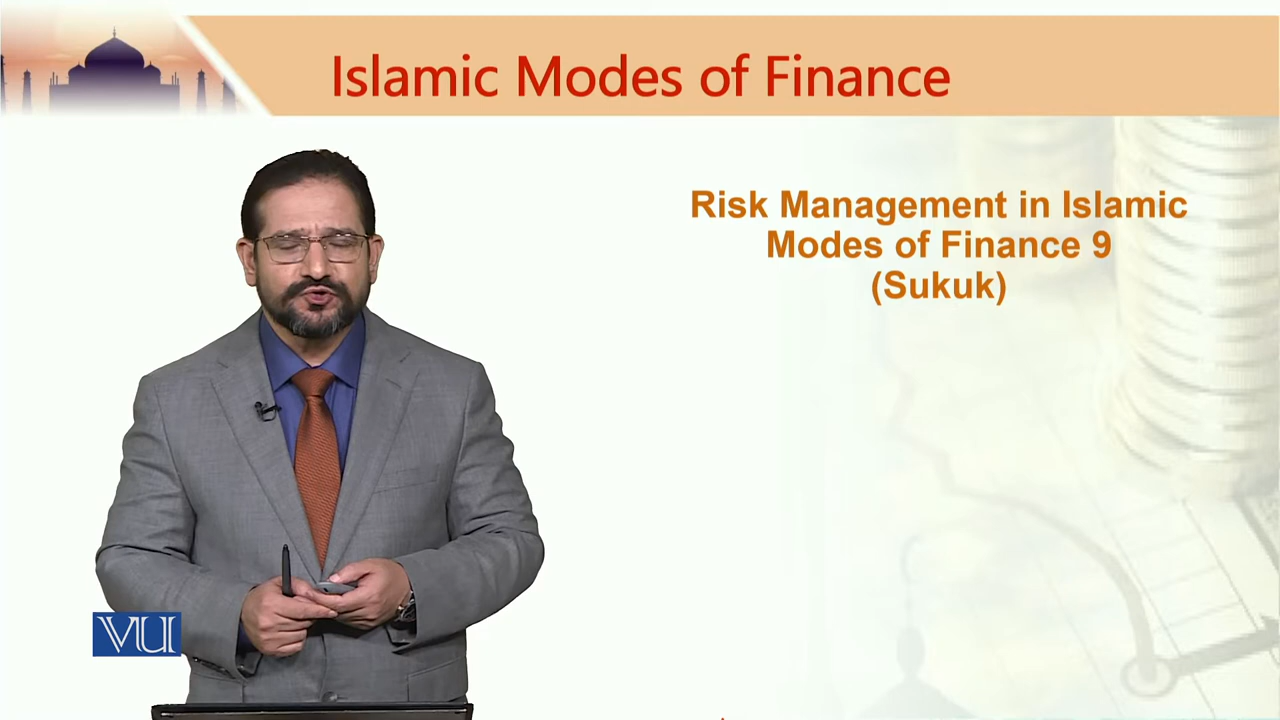 Islamic Modes of Finance
Risk Management in Islamic
Modes of Finance 9
(Sukuk)
VU